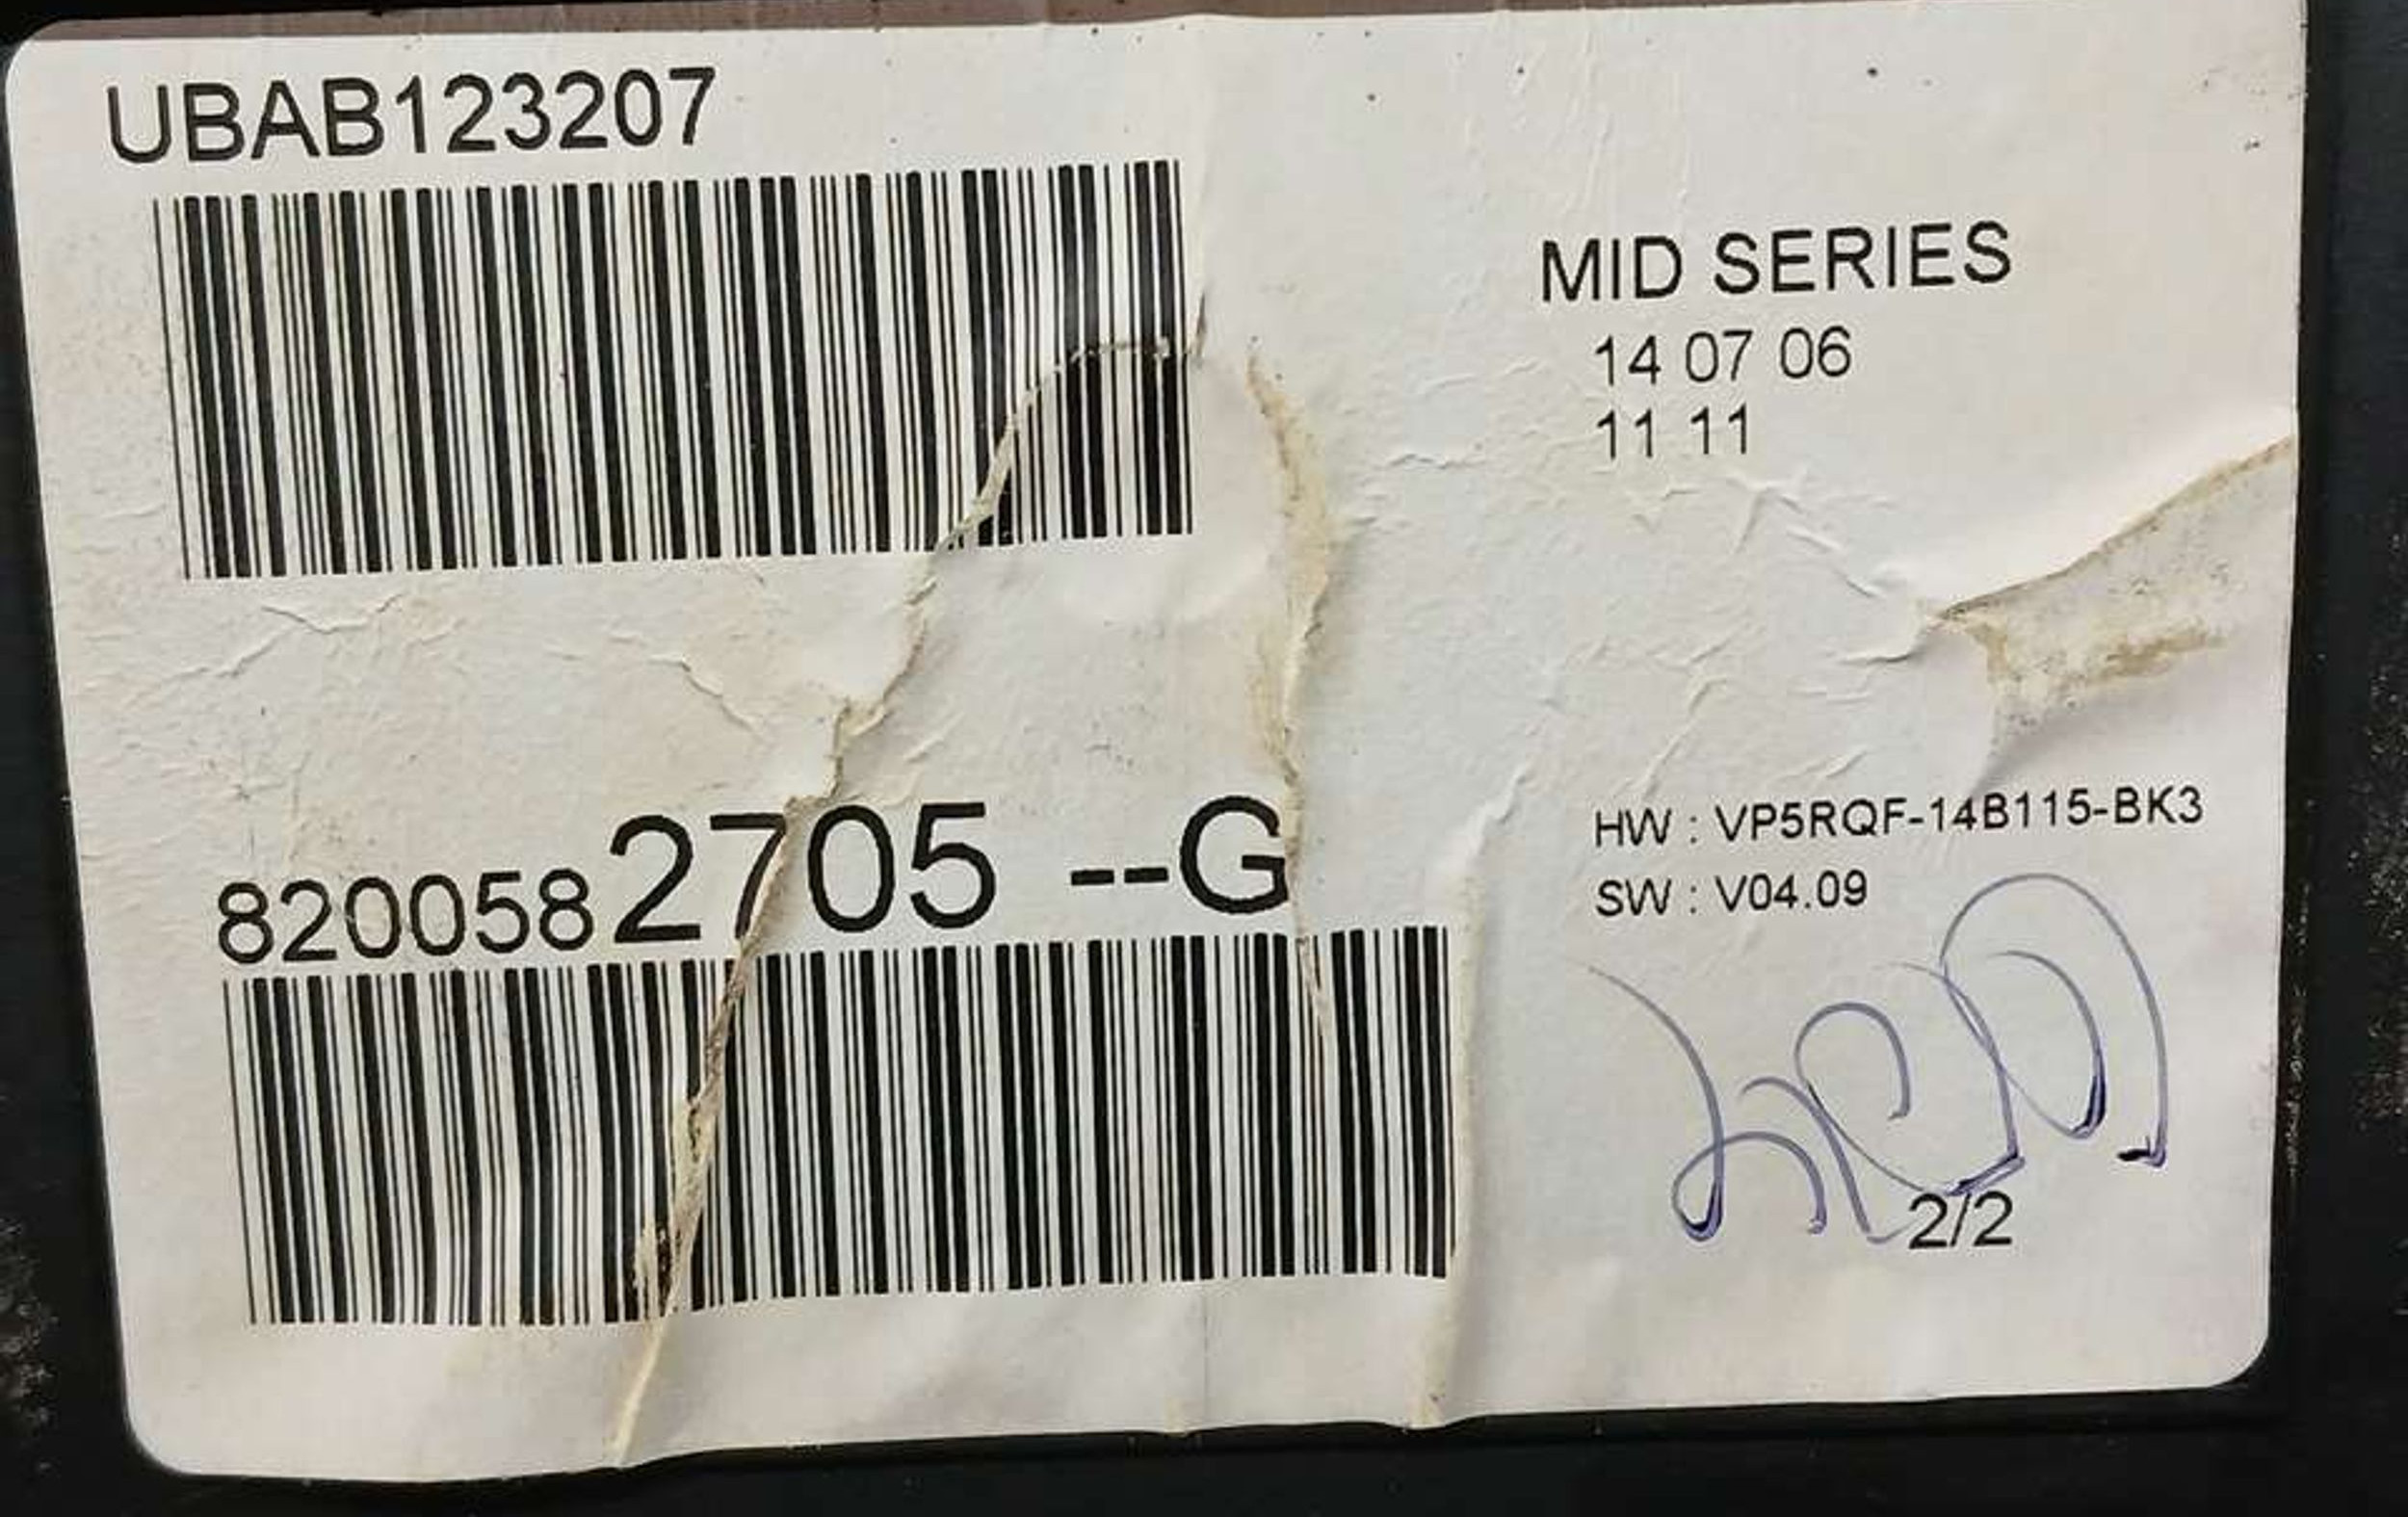 UBAB123207
MID SERIES
14 07 06
11 11
8200582705 --G
HW : VP5RQF-14B115-BK3
SW : V04.09
2/2